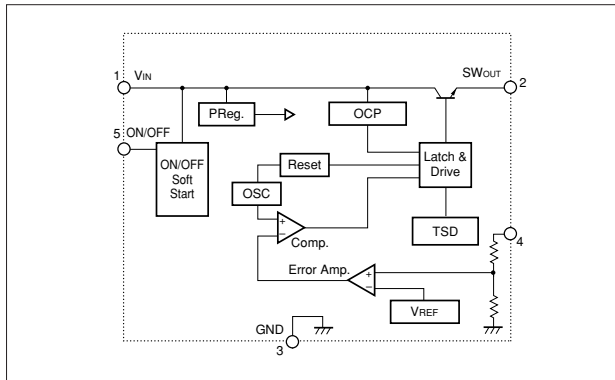 1 VIN
SWOUT 2
PReg.
OCP
5 ON/OFF
ON/OFF
Soft
Start
Latch &
Drive
Reset
OSC
+
−
Comp.
TSD
4
Error Amp.
+
−
VREF
GND
3